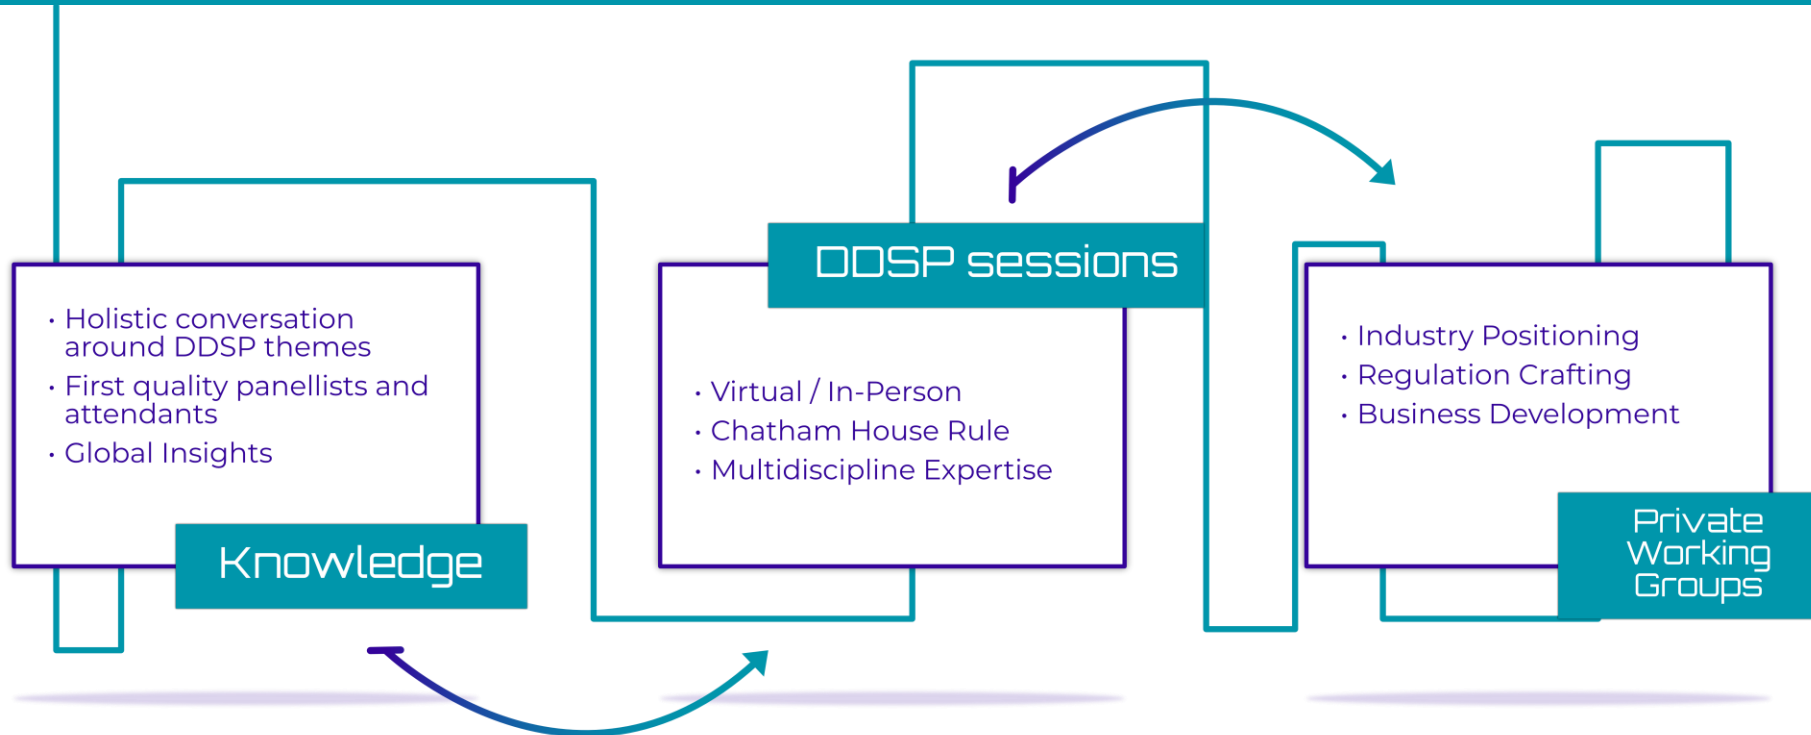 · Holistic conversation
around DDSP themes
· First quality panellists and
attendants
· Global Insights
Knowledge
DDSP sessions
· Virtual / In-Person
· Chatham House Rule
· Multidiscipline Expertise
· Industry Positioning
· Regulation Crafting
· Business Development
Private
Working
Groups